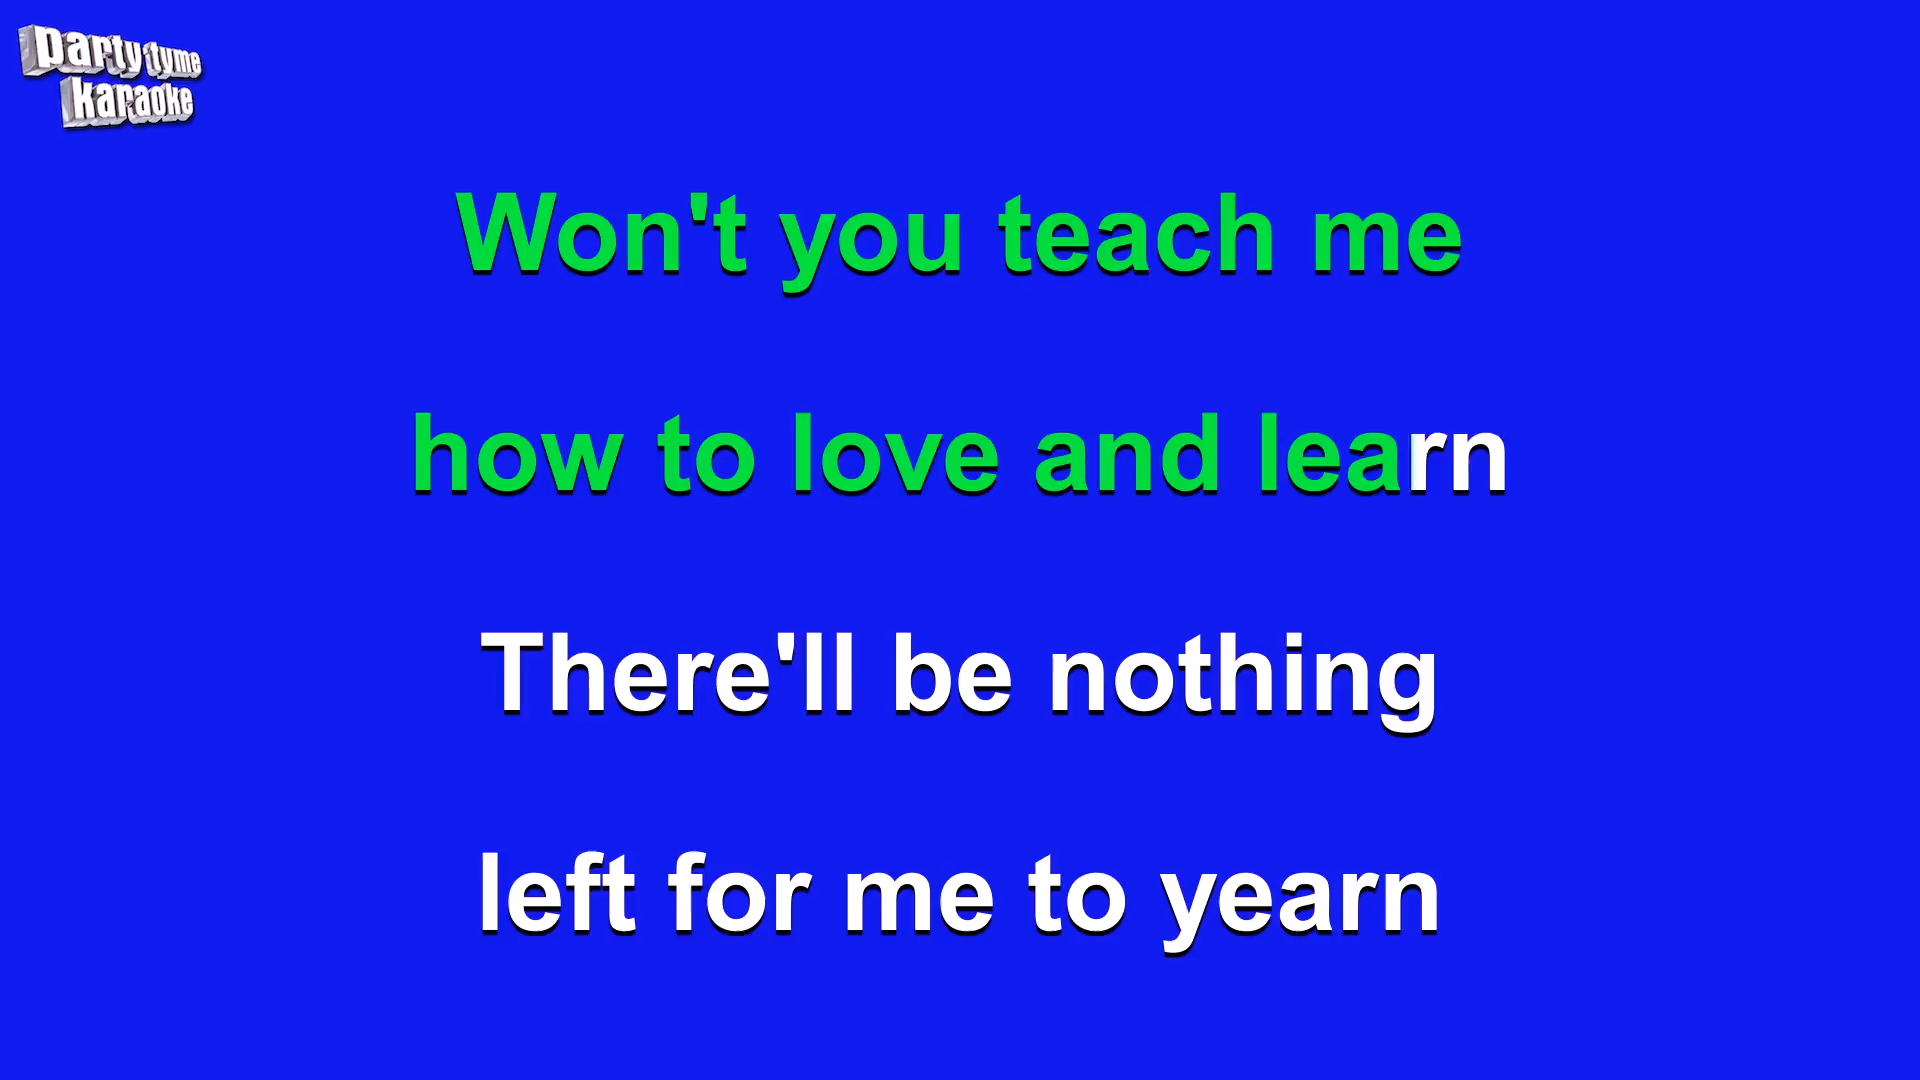 party tyme
karaoke
Won't you teach me
how to love and learn
There'll be nothing
left for me to yearn